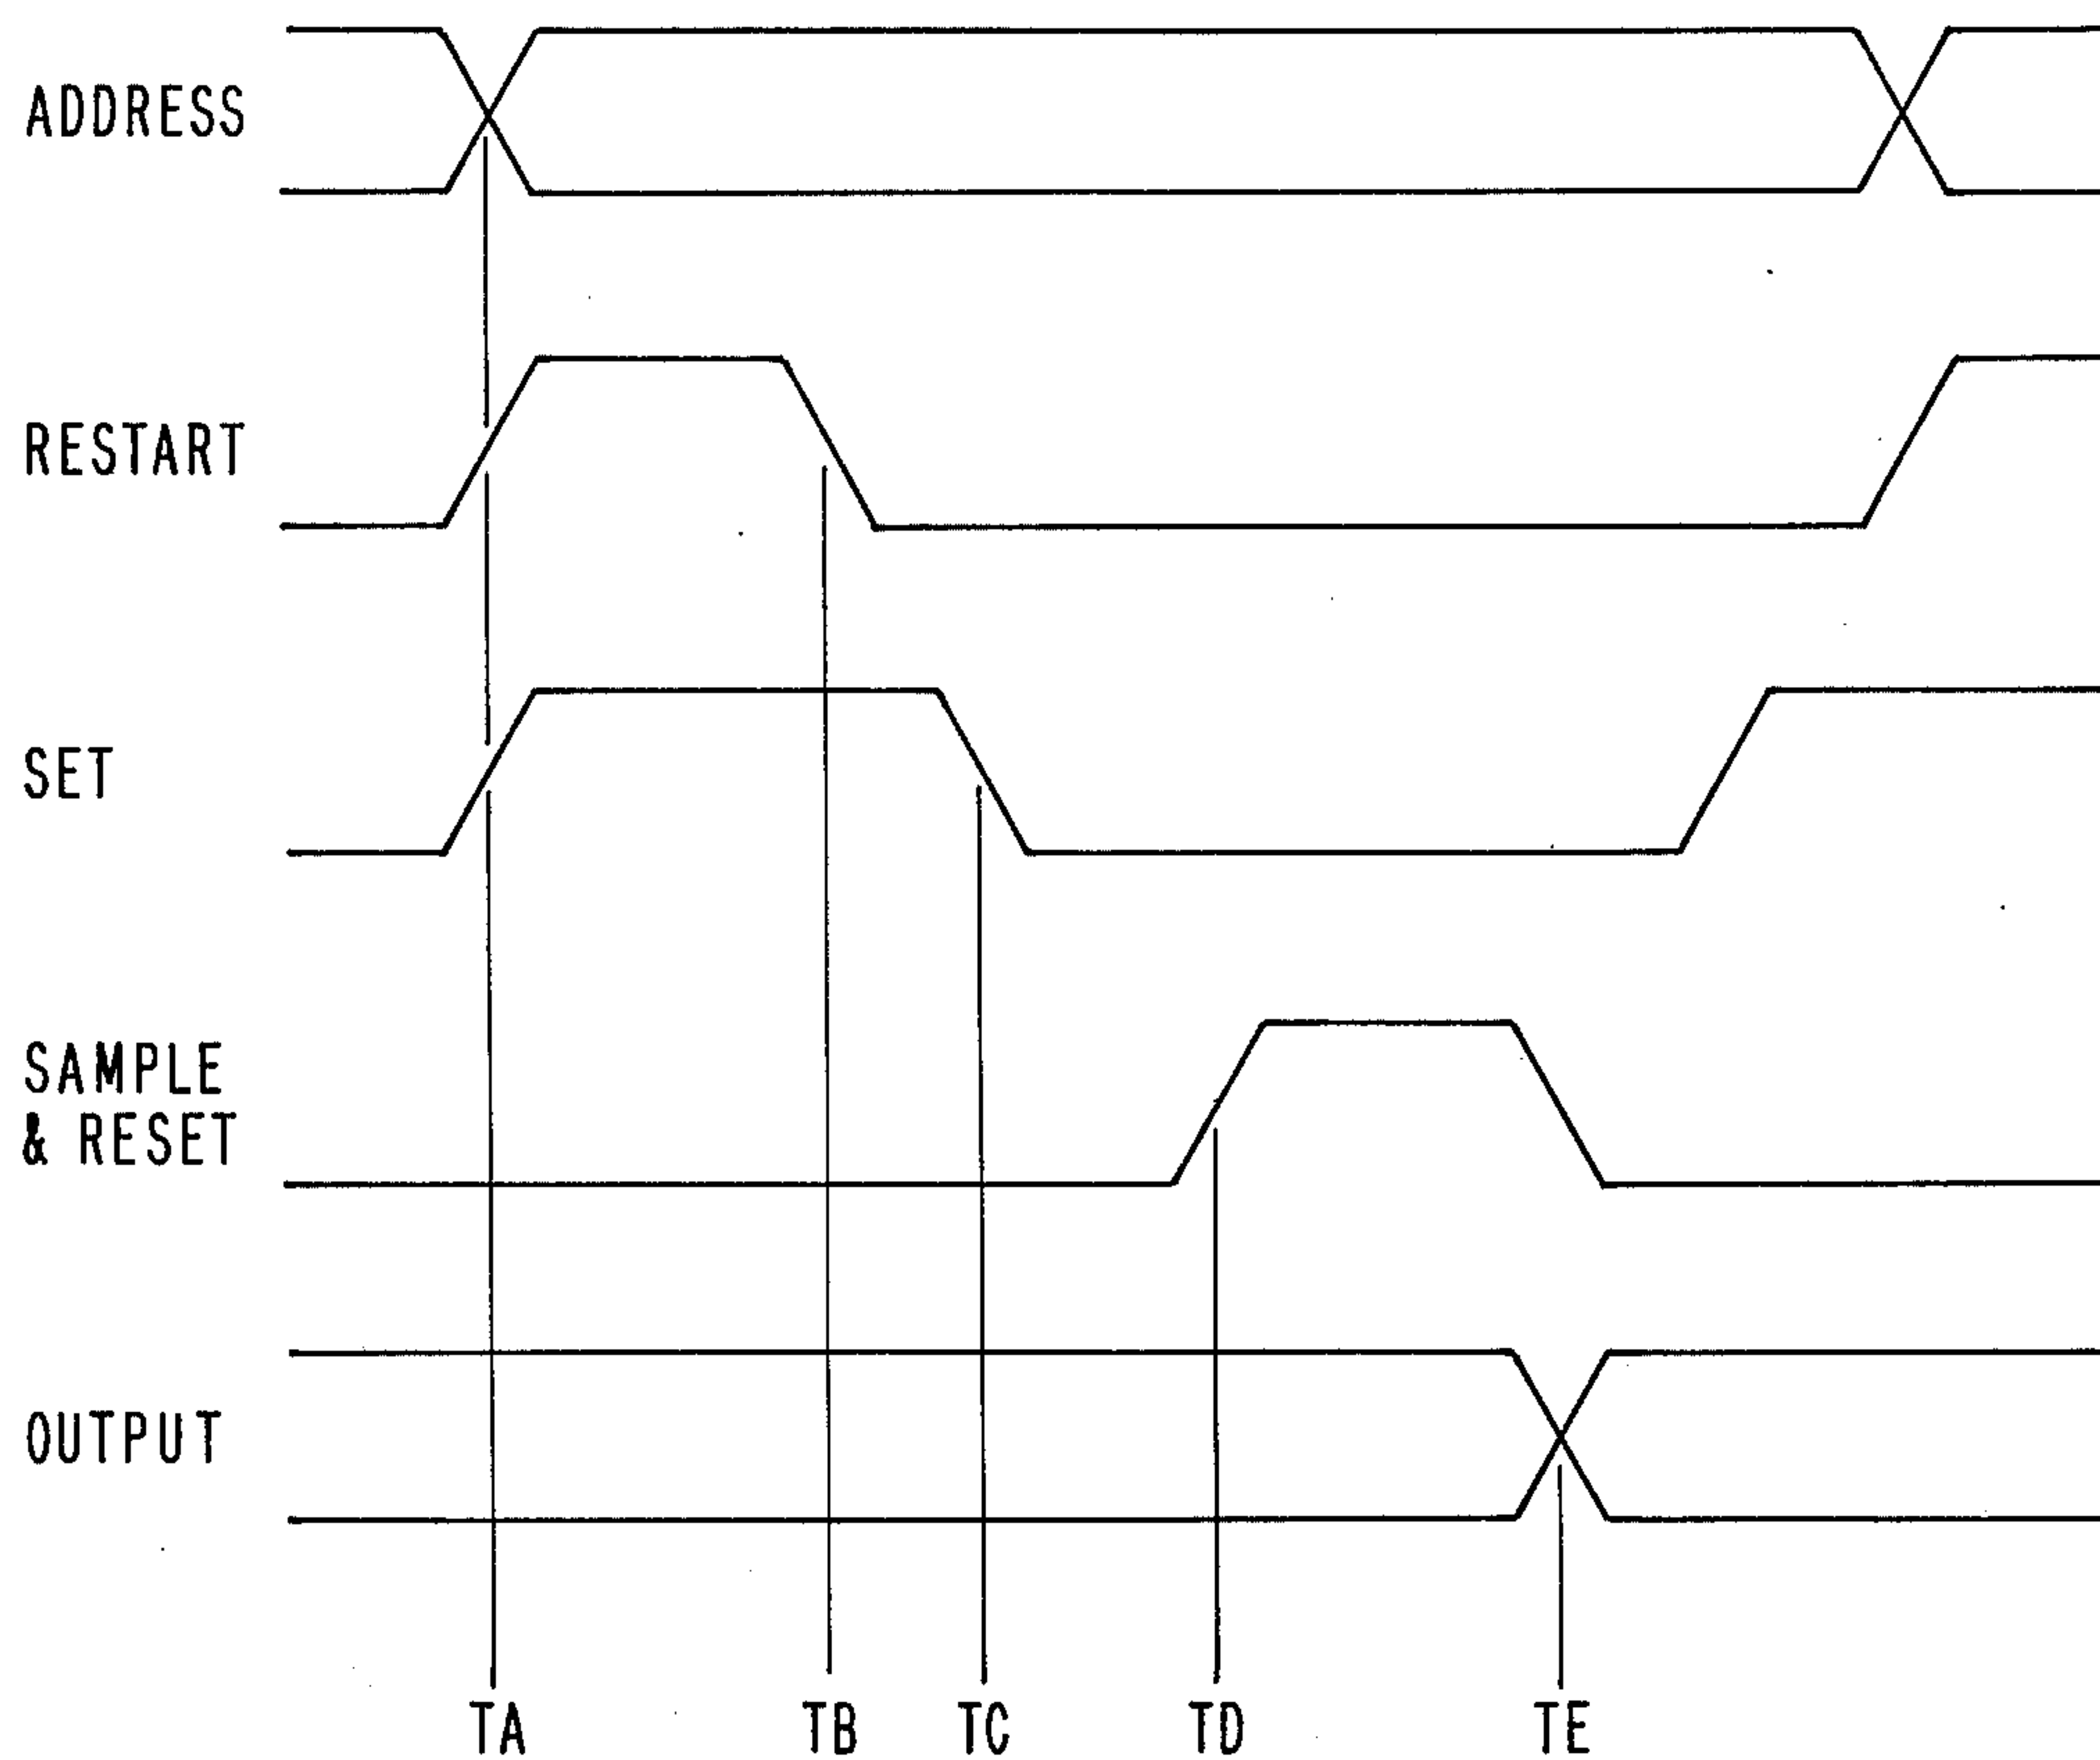 ADDRESS
RESTART
SET
SAMPLE
& RESET
OUTPUT
TA TB TC TD TE